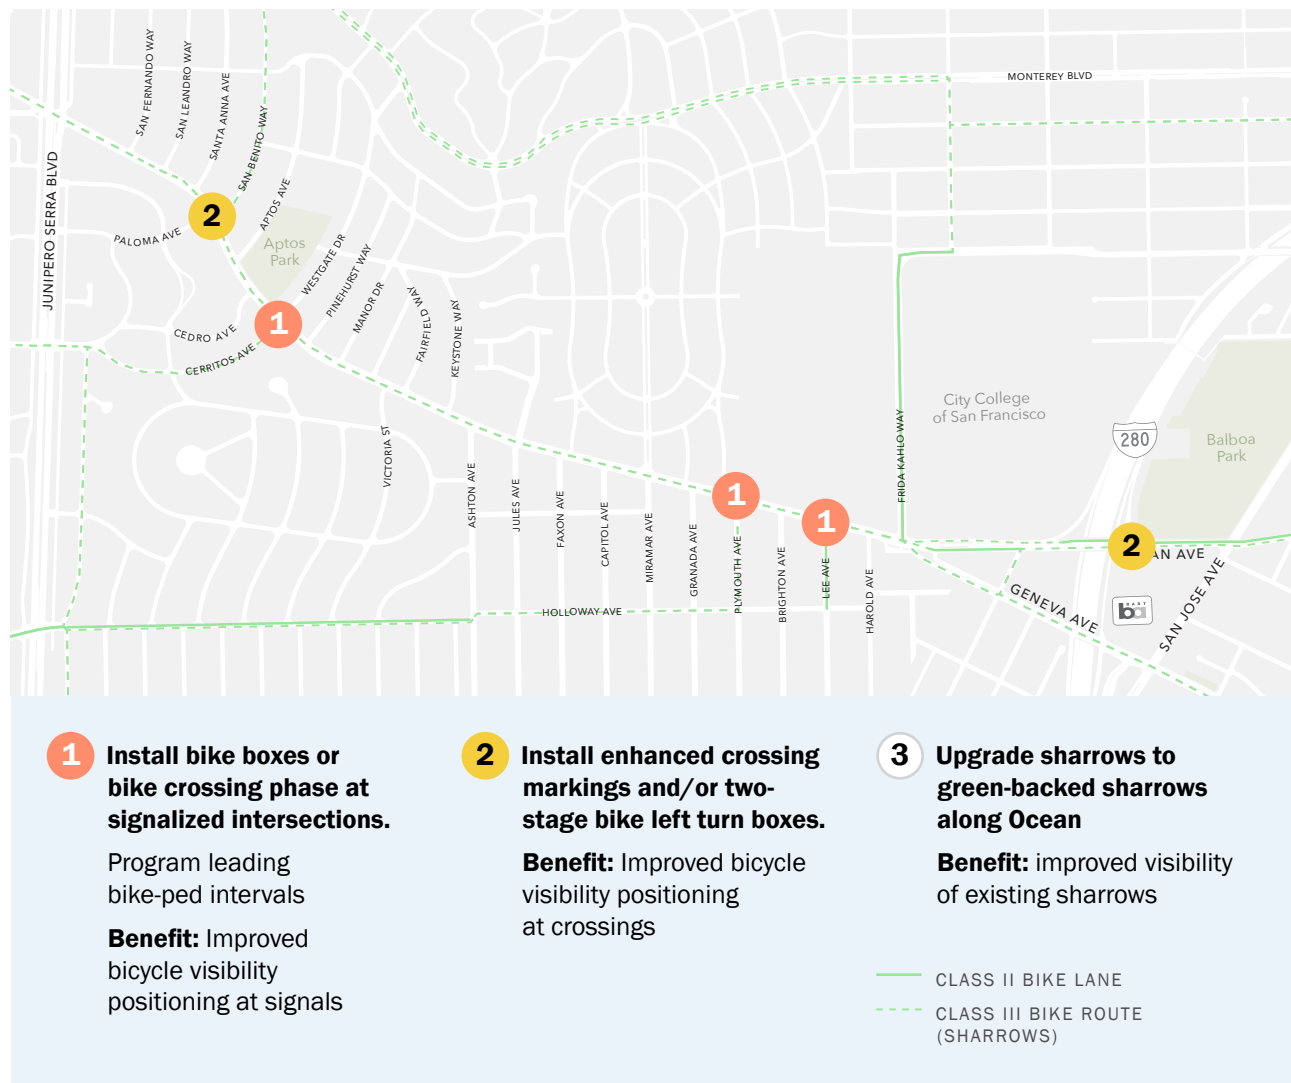 SAN FERNANDO WAY
SAN LEANDRO WAY
SANTA ANNA AVE
SAN BENITO WAY
MONTEREY BLVD
JUNIPERO SERRA BLVD
2
PALOMA AVE
APTOS AVE
Aptos
Park
WESTGATE DR
PINEHURST WAY
MANOR DR
FAIRFIELD WAY
KEYSTONE WAY
1
CEDRO AVE
CERRITOS AVE
City College
of San Francisco
FRIDA KAHLO WAY
280
Balboa
Park
VICTORIA ST
ASHTON AVE
JULES AVE
FAXON AVE
CAPITOL AVE
MIRAMAR AVE
GRANADA AVE
1
PLYMOUTH AVE
BRIGHTON AVE
1
LEE AVE
HAROLD AVE
HOLLOWAY AVE
2
AN AVE
GENEVA AVE
BART
ba
SAN JOSE AVE
1
Install bike boxes or
bike crossing phase at
signalized intersections.
Program leading
bike-ped intervals
Benefit: Improved
bicycle visibility
positioning at signals
2
Install enhanced crossing
markings and/or two-
stage bike left turn boxes.
Benefit: Improved bicycle
visibility positioning
at crossings
3
Upgrade sharrows to
green-backed sharrows
along Ocean
Benefit: improved visibility
of existing sharrows
CLASS II BIKE LANE
CLASS III BIKE ROUTE
(SHARROWS)